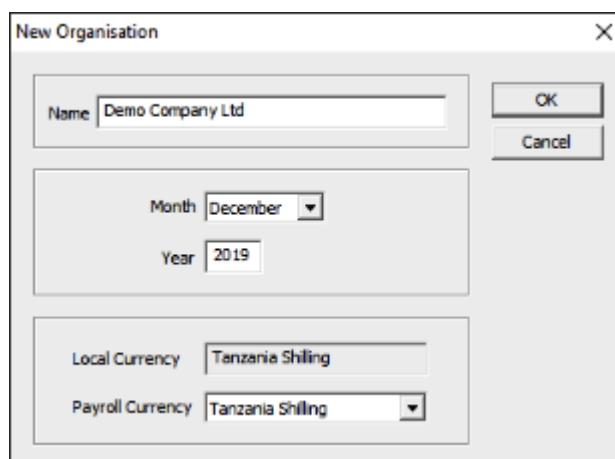 New Organisation
Name Demo Company Ltd
OK
Cancel
Month December
Year 2019
Local Currency Tanzania Shilling
Payroll Currency Tanzania Shilling